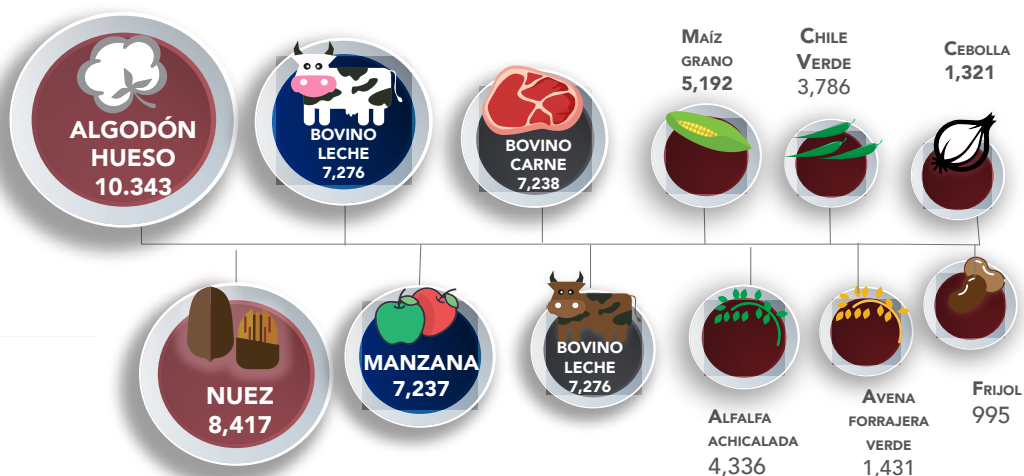 ALGODÓN
HUESO
10.343
BOVINO
LECHE
7,276
BOVINO
CARNE
7,238
MAÍZ
GRANO
5,192
CHILE
VERDE
3,786
CEBOLLA
1,321
NUEZ
8,417
MANZANA
7,237
BOVINO
LECHE
7,276
ALFALFA
ACHICALADA
4,336
AVENA
FORRAJERA
VERDE
1,431
FRIJOL
995